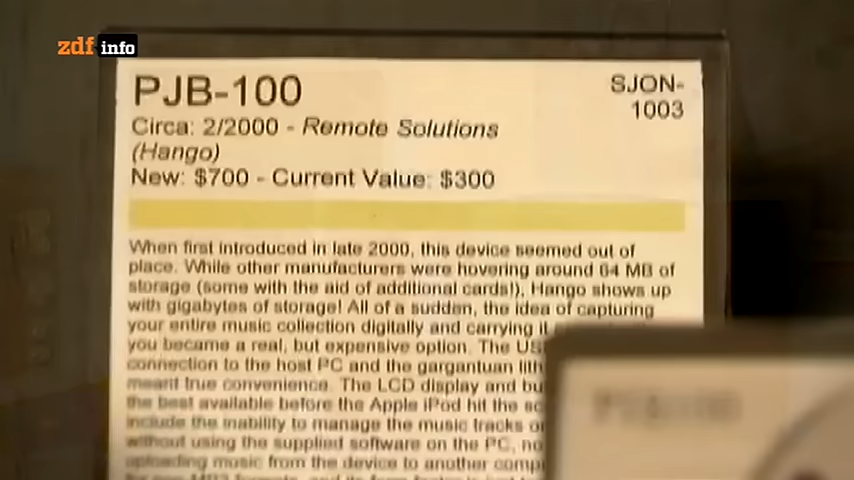 zdf info
PJB-100
SJON-
1003
Circa: 2/2000 - Remote Solutions
(Hango)
New: $700 - Current Value: $300
When first introduced in late 2000, this device seemed out of
place. While other manufacturers were hovering around 64 MB of
storage (some with the aid of additional cards!), Hango shows up
with gigabytes of storage! All of a sudden, the idea of capturing
your entire music collection digitally and carrying it
you became a real, but expensive option. The
connection to the host PC and the gargantuan
meant true convenience. The LCD display and
the best available before the Apple iPod hit the
include the inability to manage the music tracks
without using the supplied software on the PC,
uploading music from the device to another
PJB-100